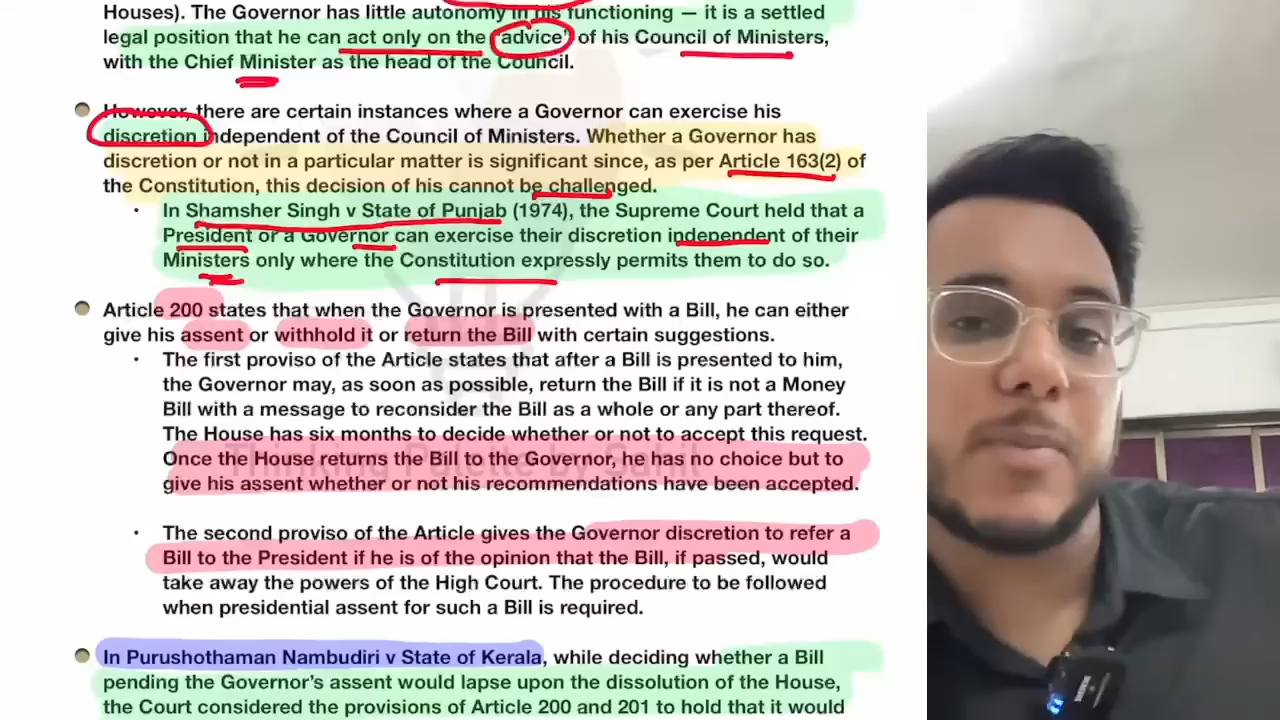 Houses). The Governor has little autonomy in his functioning — it is a settled
legal position that he can act only on the 'advice' of his Council of Ministers,
with the Chief Minister as the head of the Council.
However, there are certain instances where a Governor can exercise his
discretion independent of the Council of Ministers. Whether a Governor has
discretion or not in a particular matter is significant since, as per Article 163(2) of
the Constitution, this decision of his cannot be challenged.
• In Shamsher Singh v State of Punjab (1974), the Supreme Court held that a
President or a Governor can exercise their discretion independent of their
Ministers only where the Constitution expressly permits them to do so.
Article 200 states that when the Governor is presented with a Bill, he can either
give his assent or withhold it or return the Bill with certain suggestions.
• The first proviso of the Article states that after a Bill is presented to him,
the Governor may, as soon as possible, return the Bill if it is not a Money
Bill with a message to reconsider the Bill as a whole or any part thereof.
The House has six months to decide whether or not to accept this request.
Once the House returns the Bill to the Governor, he has no choice but to
give his assent whether or not his recommendations have been accepted.
Thinking Palette by Sahil
• The second proviso of the Article gives the Governor discretion to refer a
Bill to the President if he is of the opinion that the Bill, if passed, would
take away the powers of the High Court. The procedure to be followed
when presidential assent for such a Bill is required.
In Purushothaman Nambudiri v State of Kerala, while deciding whether a Bill
pending the Governor's assent would lapse upon the dissolution of the House,
the Court considered the provisions of Article 200 and 201 to hold that it would